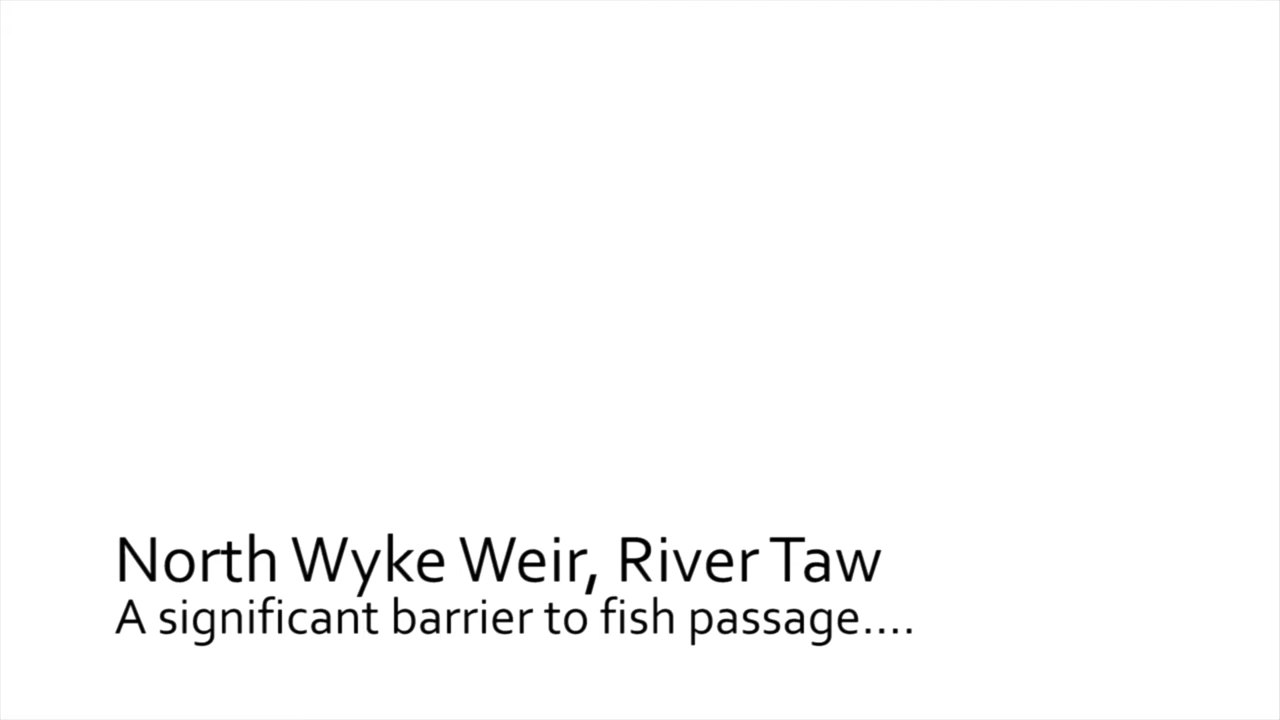 North Wyke Weir, River Taw
A significant barrier to fish passage....